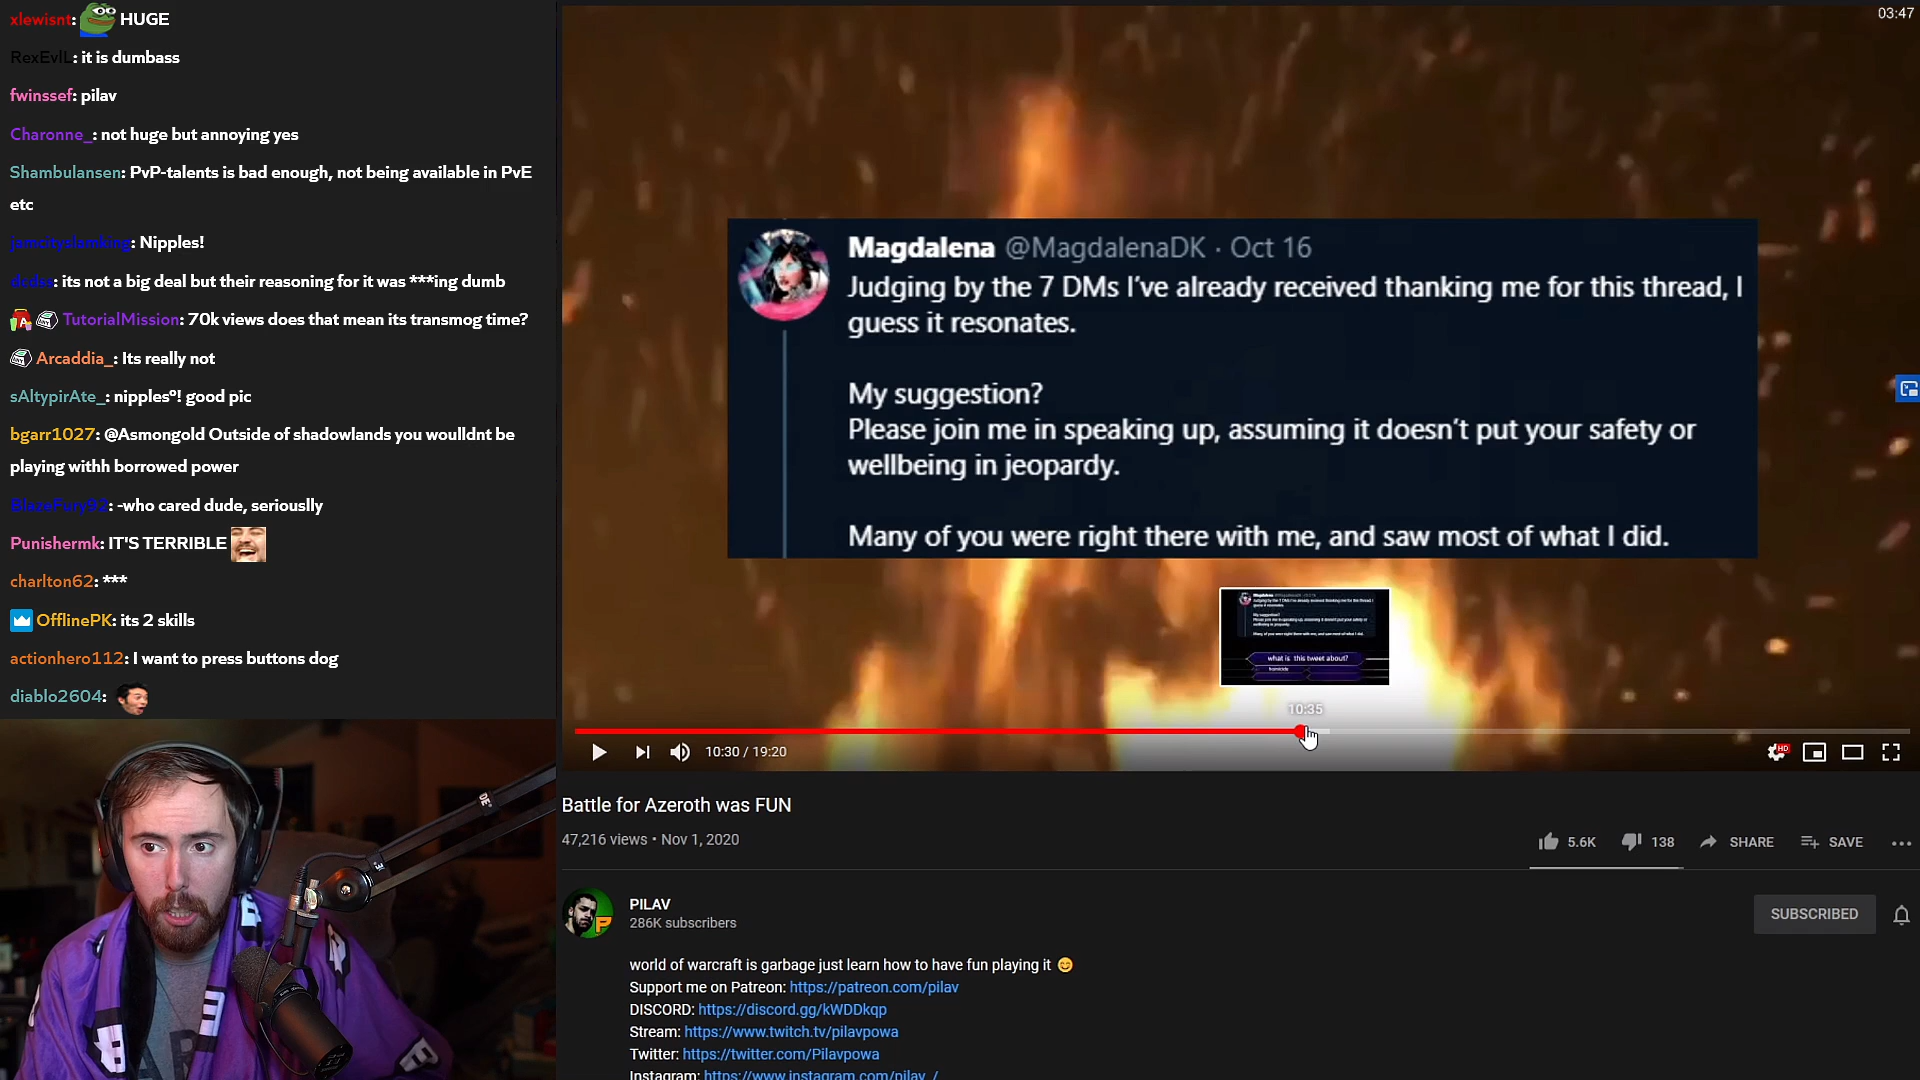 xlewisnt: HUGE
RexEvlL: it is dumbass
fwinssef: pilav
Charonne_: not huge but annoying yes
Shambulansen: PvP-talents is bad enough, not being available in PvE
etc
jamcityslamking: Nipples!
dcdsx: its not a big deal but their reasoning for it was ***ing dumb
TutorialMission: 70k views does that mean its transmog time?
Arcaddia_: Its really not
sAltypirAte_: nipples°! good pic
bgarr1027: @Asmongold Outside of shadowlands you wouldnt be
playing withh borrowed power
BlazeFury92: -who cared dude, seriouslly
Punishermk: IT'S TERRIBLE
charlton62: ***
OfflinePK: its 2 skills
actionhero112: I want to press buttons dog
diablo2604:
03:47
Magdalena @MagdalenaDK · Oct 16
Judging by the 7 DMs I've already received thanking me for this thread, I
guess it resonates.
My suggestion?
Please join me in speaking up, assuming it doesn't put your safety or
wellbeing in jeopardy.
Many of you were right there with me, and saw most of what I did.
what is this tweet about?
10:35
10:30 / 19:20
HD
Battle for Azeroth was FUN
47,216 views • Nov 1, 2020
5.6K 138 SHARE SAVE
PILAV
286K subscribers
SUBSCRIBED
world of warcraft is garbage just learn how to have fun playing it 😊
Support me on Patreon: https://patreon.com/pilav
DISCORD: https://discord.gg/kWDDkqp
Stream: https://www.twitch.tv/pilavpowa
Twitter: https://twitter.com/Pilavpowa
Instagram: https://www.instagram.com/pilav_/